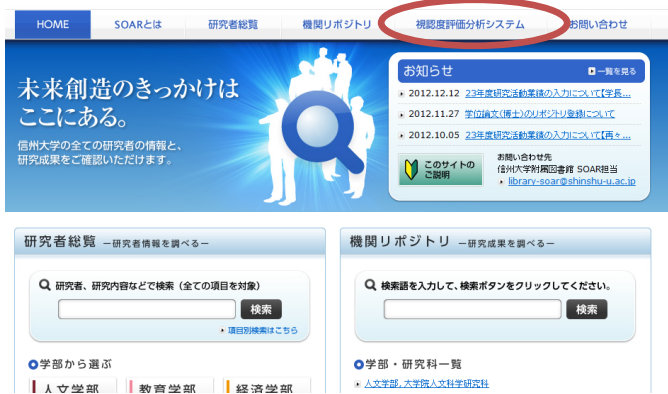 HOME SOARとは 研究者総覧 機関リポジトリ 視認度評価分析システム お問い合わせ
未来創造のきっかけは
ここにある。
信州大学の全ての研究者の情報と、
研究成果をご確認いただけます。
お知らせ 一覧を見る
2012.12.12 23年度研究活動業績の入力について【学長...
2012.11.27 学位論文(博士)のリポジトリ登録について
2012.10.05 23年度研究活動業績の入力について【再々...
このサイトの
ご説明
お問い合わせ先
信州大学附属図書館 SOAR担当
library-soar@shinshu-u.ac.jp
研究者総覧 ―研究者情報を調べる―
研究者、研究内容などで検索（全ての項目を対象）
検索
項目別検索はこちら
学部から選ぶ
人文学部 教育学部 経済学部
機関リポジトリ ―研究成果を調べる―
検索語を入力して、検索ボタンをクリックしてください。
検索
学部・研究科一覧
人文学部,大学院人文科学研究科